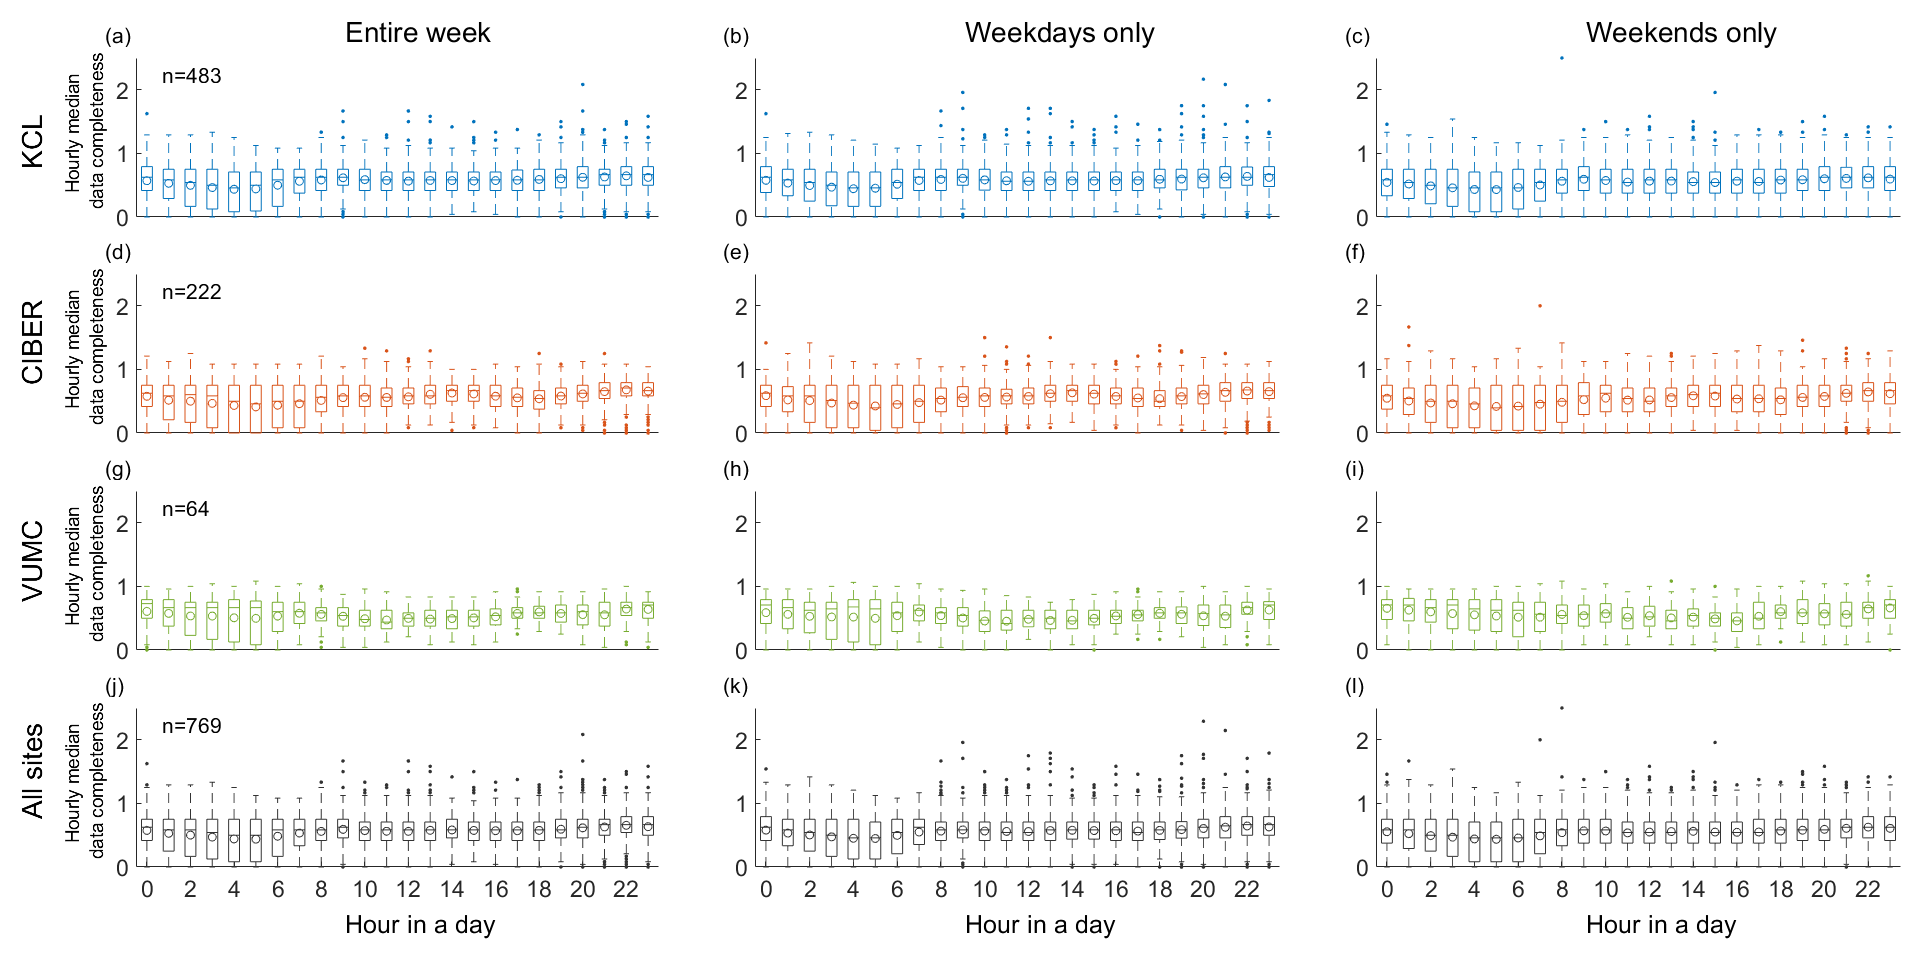 (a) Entire week
(b) Weekdays only
(c) Weekends only
KCL
Hourly median
data completeness
n=483
2
1
0
2
1
0
2
1
0
(d)
(e)
(f)
CIBER
Hourly median
data completeness
n=222
2
1
0
2
1
0
2
1
0
(g)
(h)
(i)
VUMC
Hourly median
data completeness
n=64
2
1
0
2
1
0
2
1
0
(j)
(k)
(l)
All sites
Hourly median
data completeness
n=769
2
1
0
2
1
0
2
1
0
0 2 4 6 8 10 12 14 16 18 20 22
0 2 4 6 8 10 12 14 16 18 20 22
0 2 4 6 8 10 12 14 16 18 20 22
Hour in a day
Hour in a day
Hour in a day